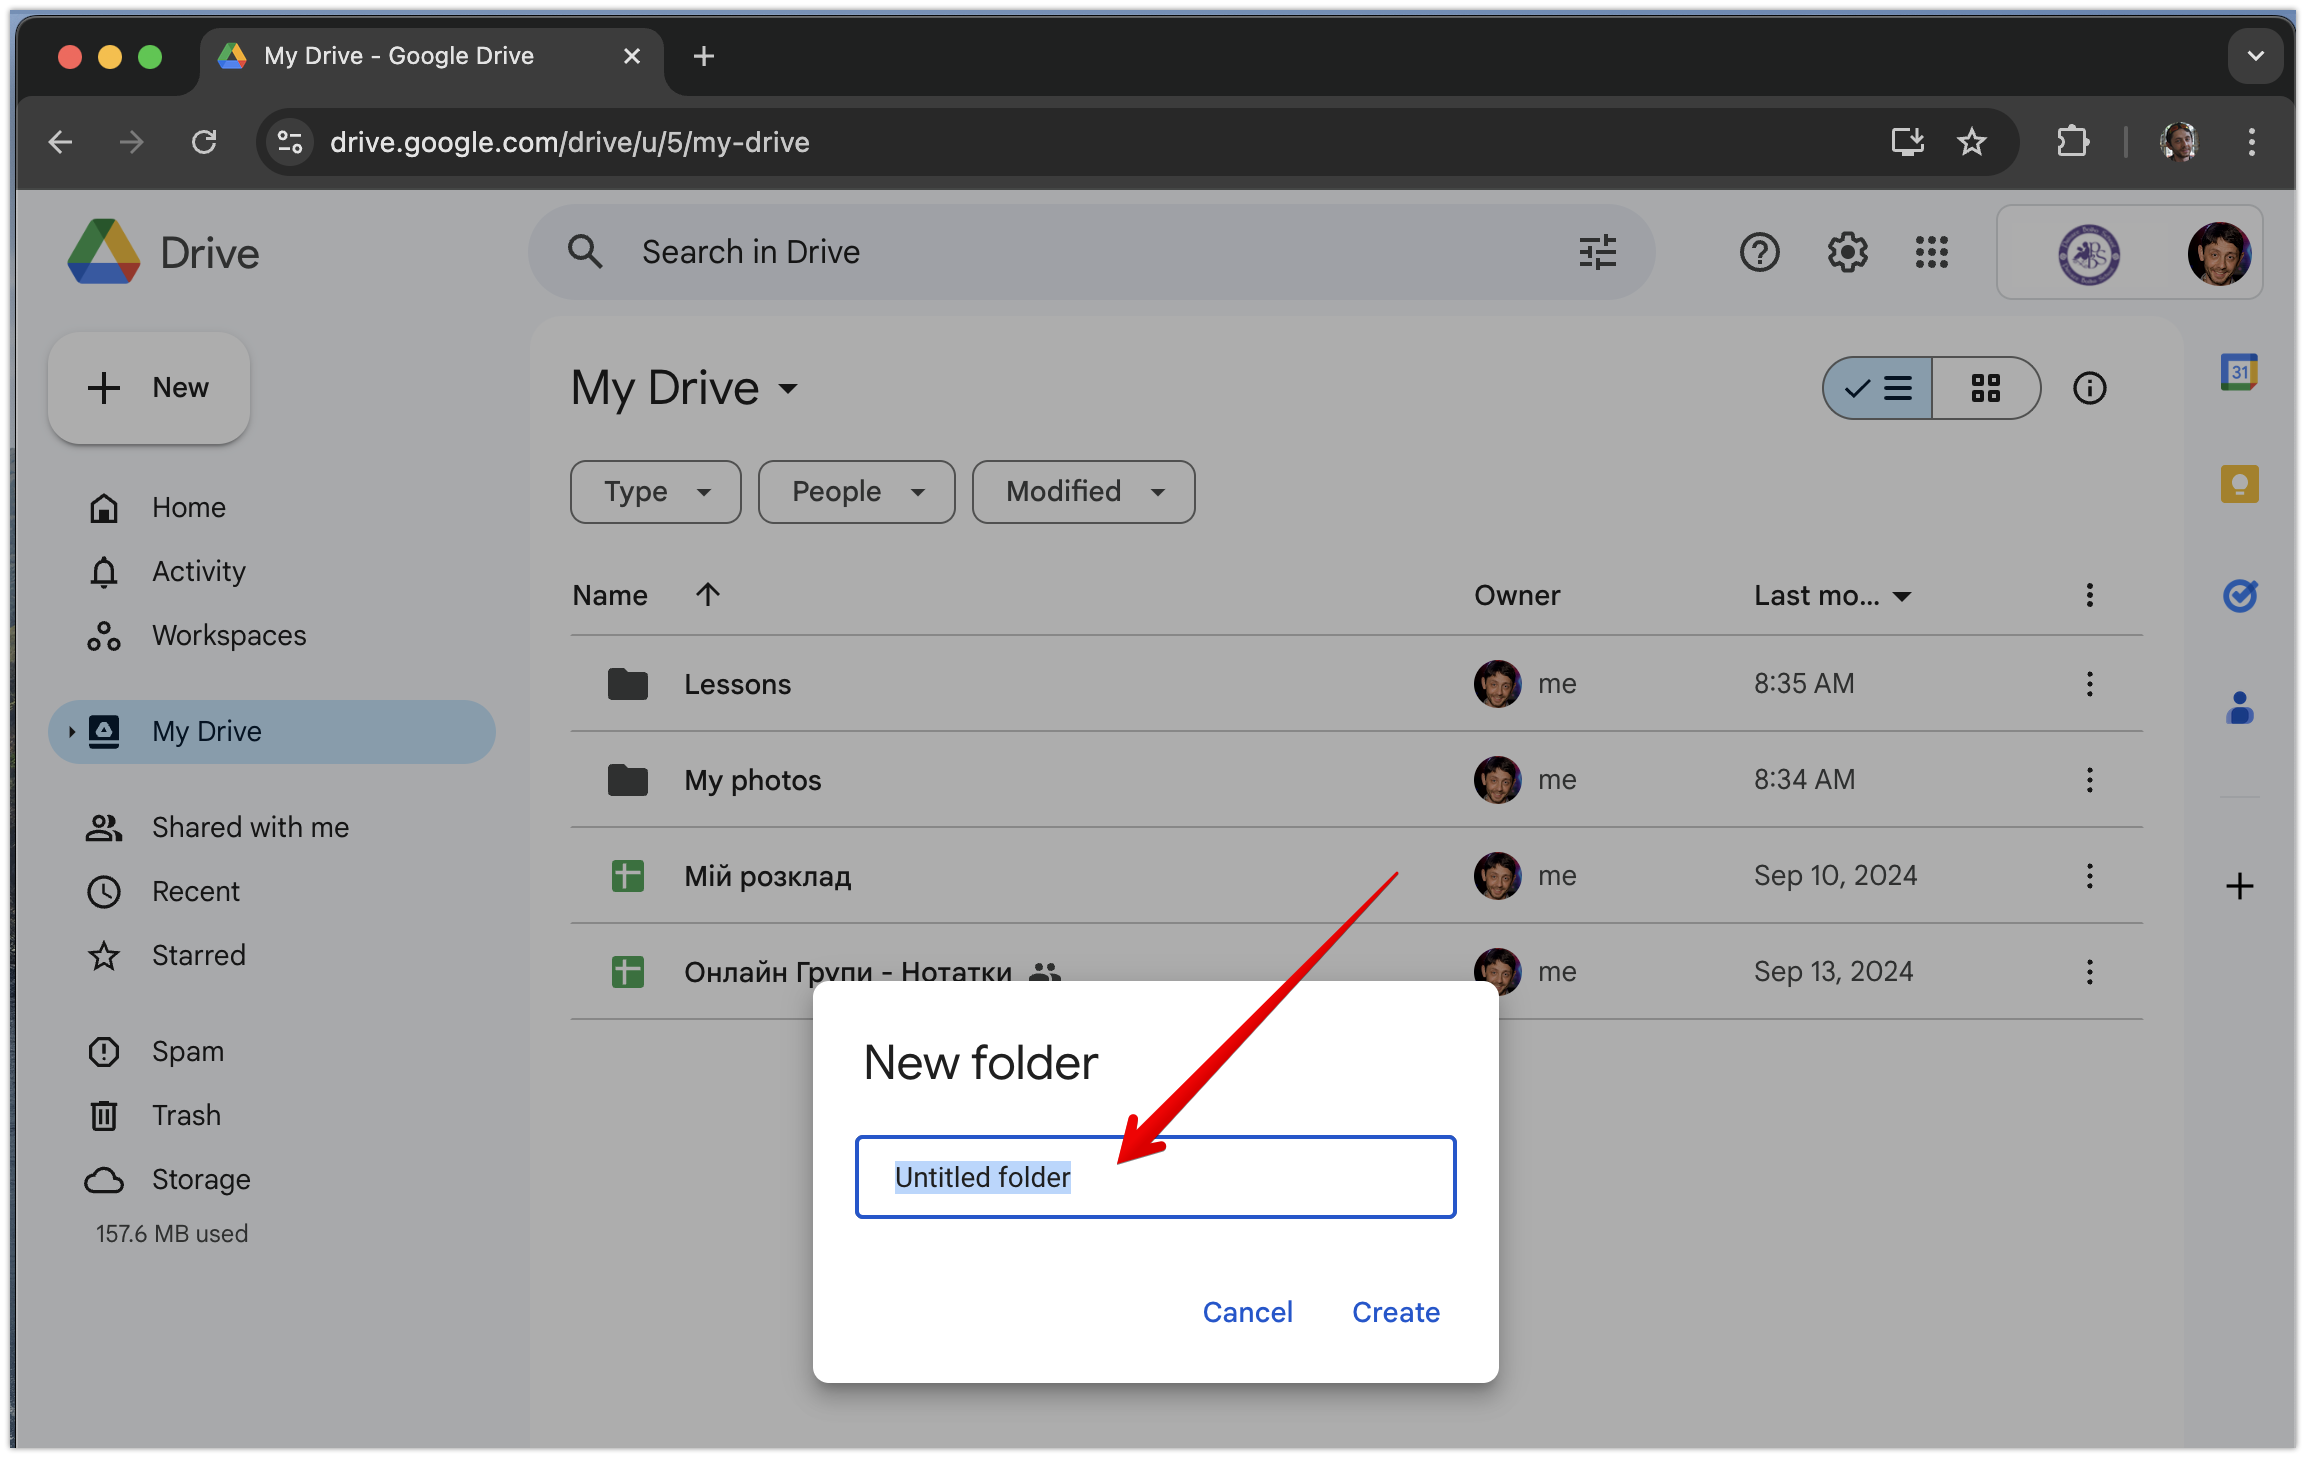 My Drive - Google Drive
drive.google.com/drive/u/5/my-drive
Drive
Search in Drive
New
Home
Activity
Workspaces
My Drive
Shared with me
Recent
Starred
Spam
Trash
Storage
157.6 MB used
My Drive
Type
People
Modified
Name
Owner
Last mo...
Lessons
me
8:35 AM
My photos
me
8:34 AM
Мій розклад
me
Sep 10, 2024
Онлайн Групи - Нотатки
me
Sep 13, 2024
New folder
Untitled folder
Cancel
Create
31